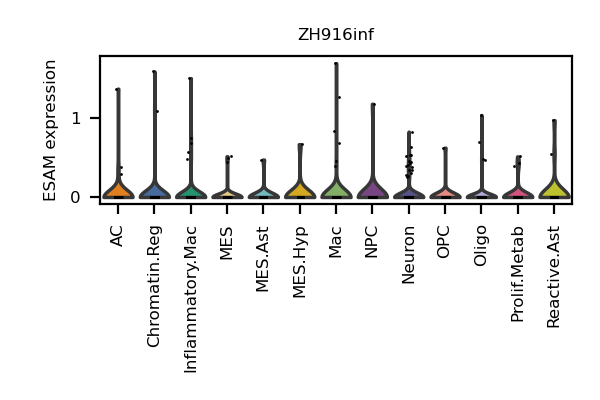 ZH916inf
ESAM expression
1
0
AC
Chromatin.Reg
Inflammatory.Mac
MES
MES.Ast
MES.Hyp
Mac
NPC
Neuron
OPC
Oligo
Prolif.Metab
Reactive.Ast